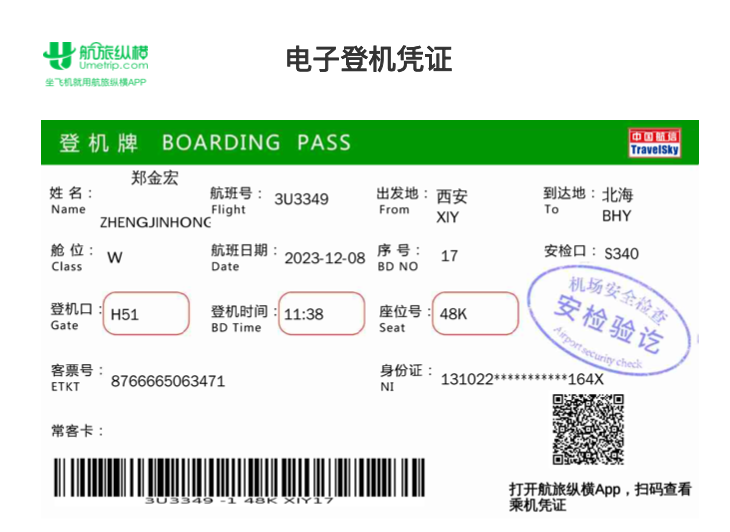 航旅纵横
Umetrip.com
坐飞机就用航旅纵横APP
电子登机凭证
登机牌 BOARDING PASS
中国航信
TravelSky
姓名： 郑金宏 航班号： 3U3349 出发地： 西安 到达地： 北海
Name ZHENGJINHONG Flight From XIY To BHY
舱位： W 航班日期： 2023-12-08 序号： 17 安检口： S340
Class Date BD NO
登机口： H51 登机时间： 11:38 座位号： 48K
Gate BD Time Seat
机场安全检查
安检验讫
Airport security check
客票号： 8766665063471 身份证： 131022***********164X
ETKT NI
常客卡：
3U3349 -1 48K XIY17
打开航旅纵横App，扫码查看
乘机凭证